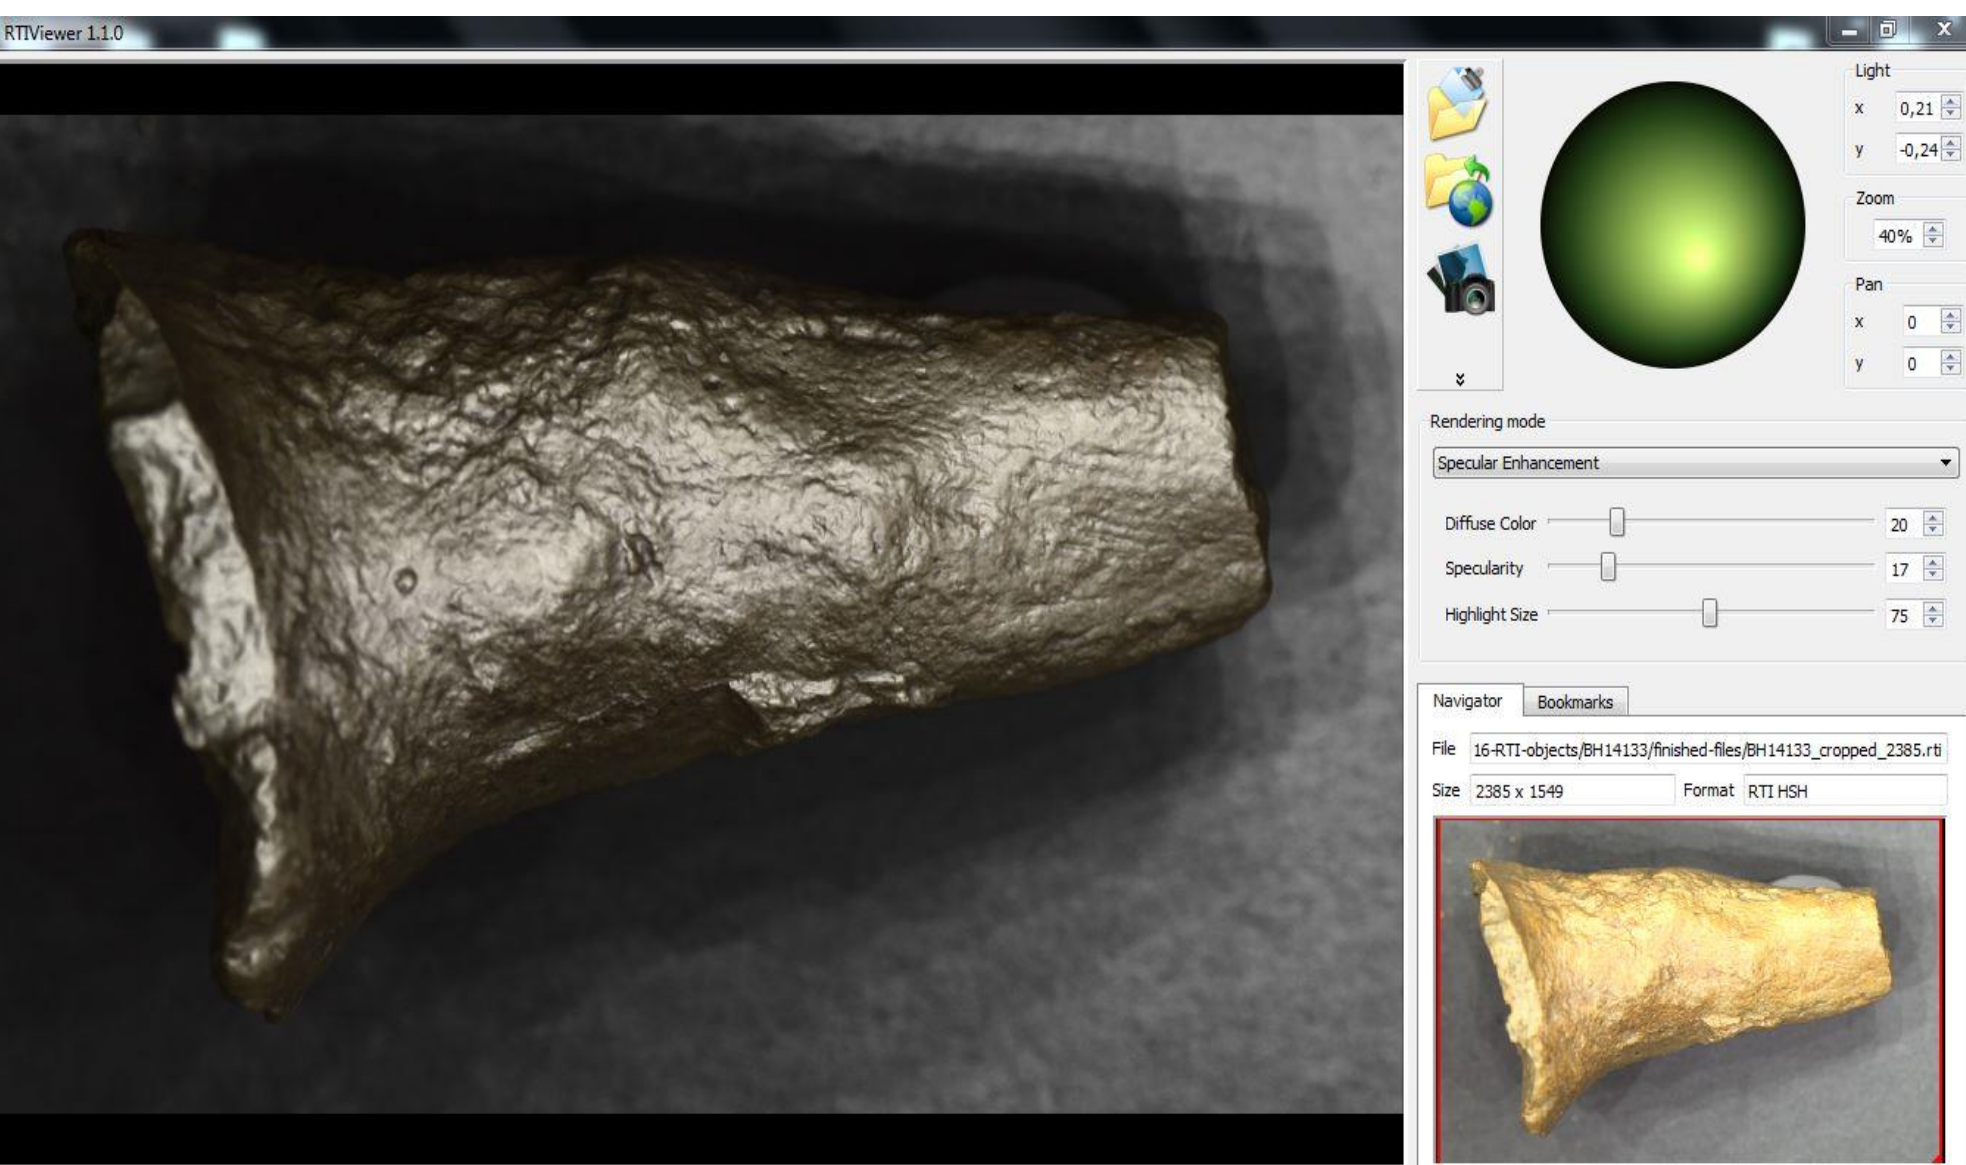 RTIViewer 1.1.0
Light
x 0,21
y -0,24
Zoom
40%
Pan
x 0
y 0
Rendering mode
Specular Enhancement
Diffuse Color 20
Specularity 17
Highlight Size 75
Navigator Bookmarks
File 16-RTI-objects/BH14133/finished-files/BH14133_cropped_2385.rti
Size 2385 x 1549 Format RTI HSH